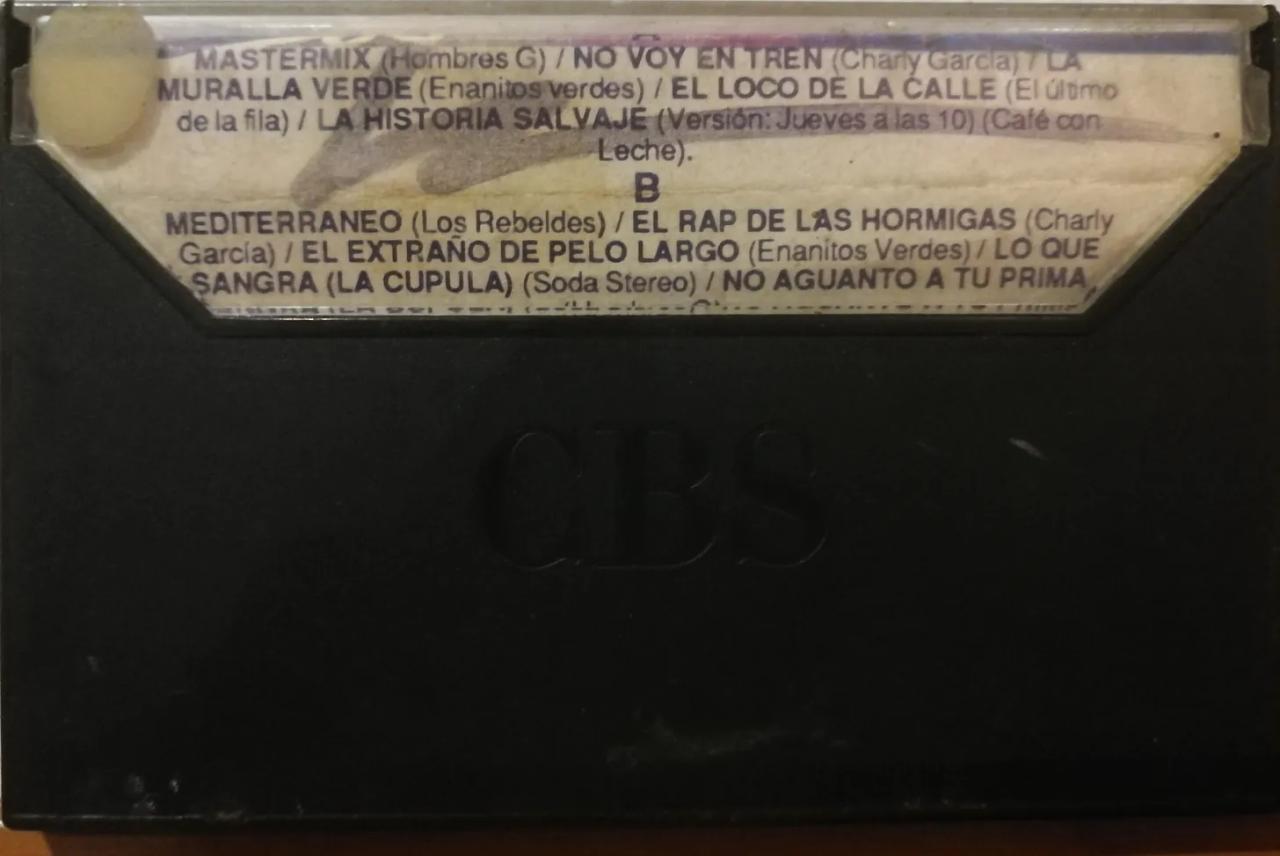 MASTERMIX (Hombres G) / NO VOY EN TREN (Charly García) / LA
MURALLA VERDE (Enanitos verdes) / EL LOCO DE LA CALLE (El último
de la fila) / LA HISTORIA SALVAJE (Versión: Jueves a las 10) (Café con
Leche).
B
MEDITERRANEO (Los Rebeldes) / EL RAP DE LAS HORMIGAS (Charly
García) / EL EXTRAÑO DE PELO LARGO (Enanitos Verdes) / LO QUE
SANGRA (LA CUPULA) (Soda Stereo) / NO AGUANTO A TU PRIMA
CBS